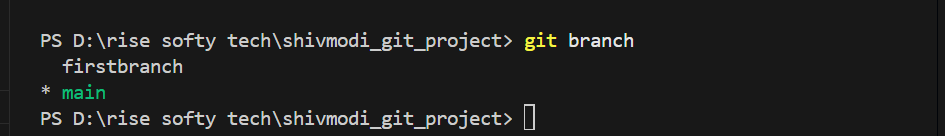 PS D:\rise softy tech\shivmodi_git_project> git branch
  firstbranch
* main
PS D:\rise softy tech\shivmodi_git_project>